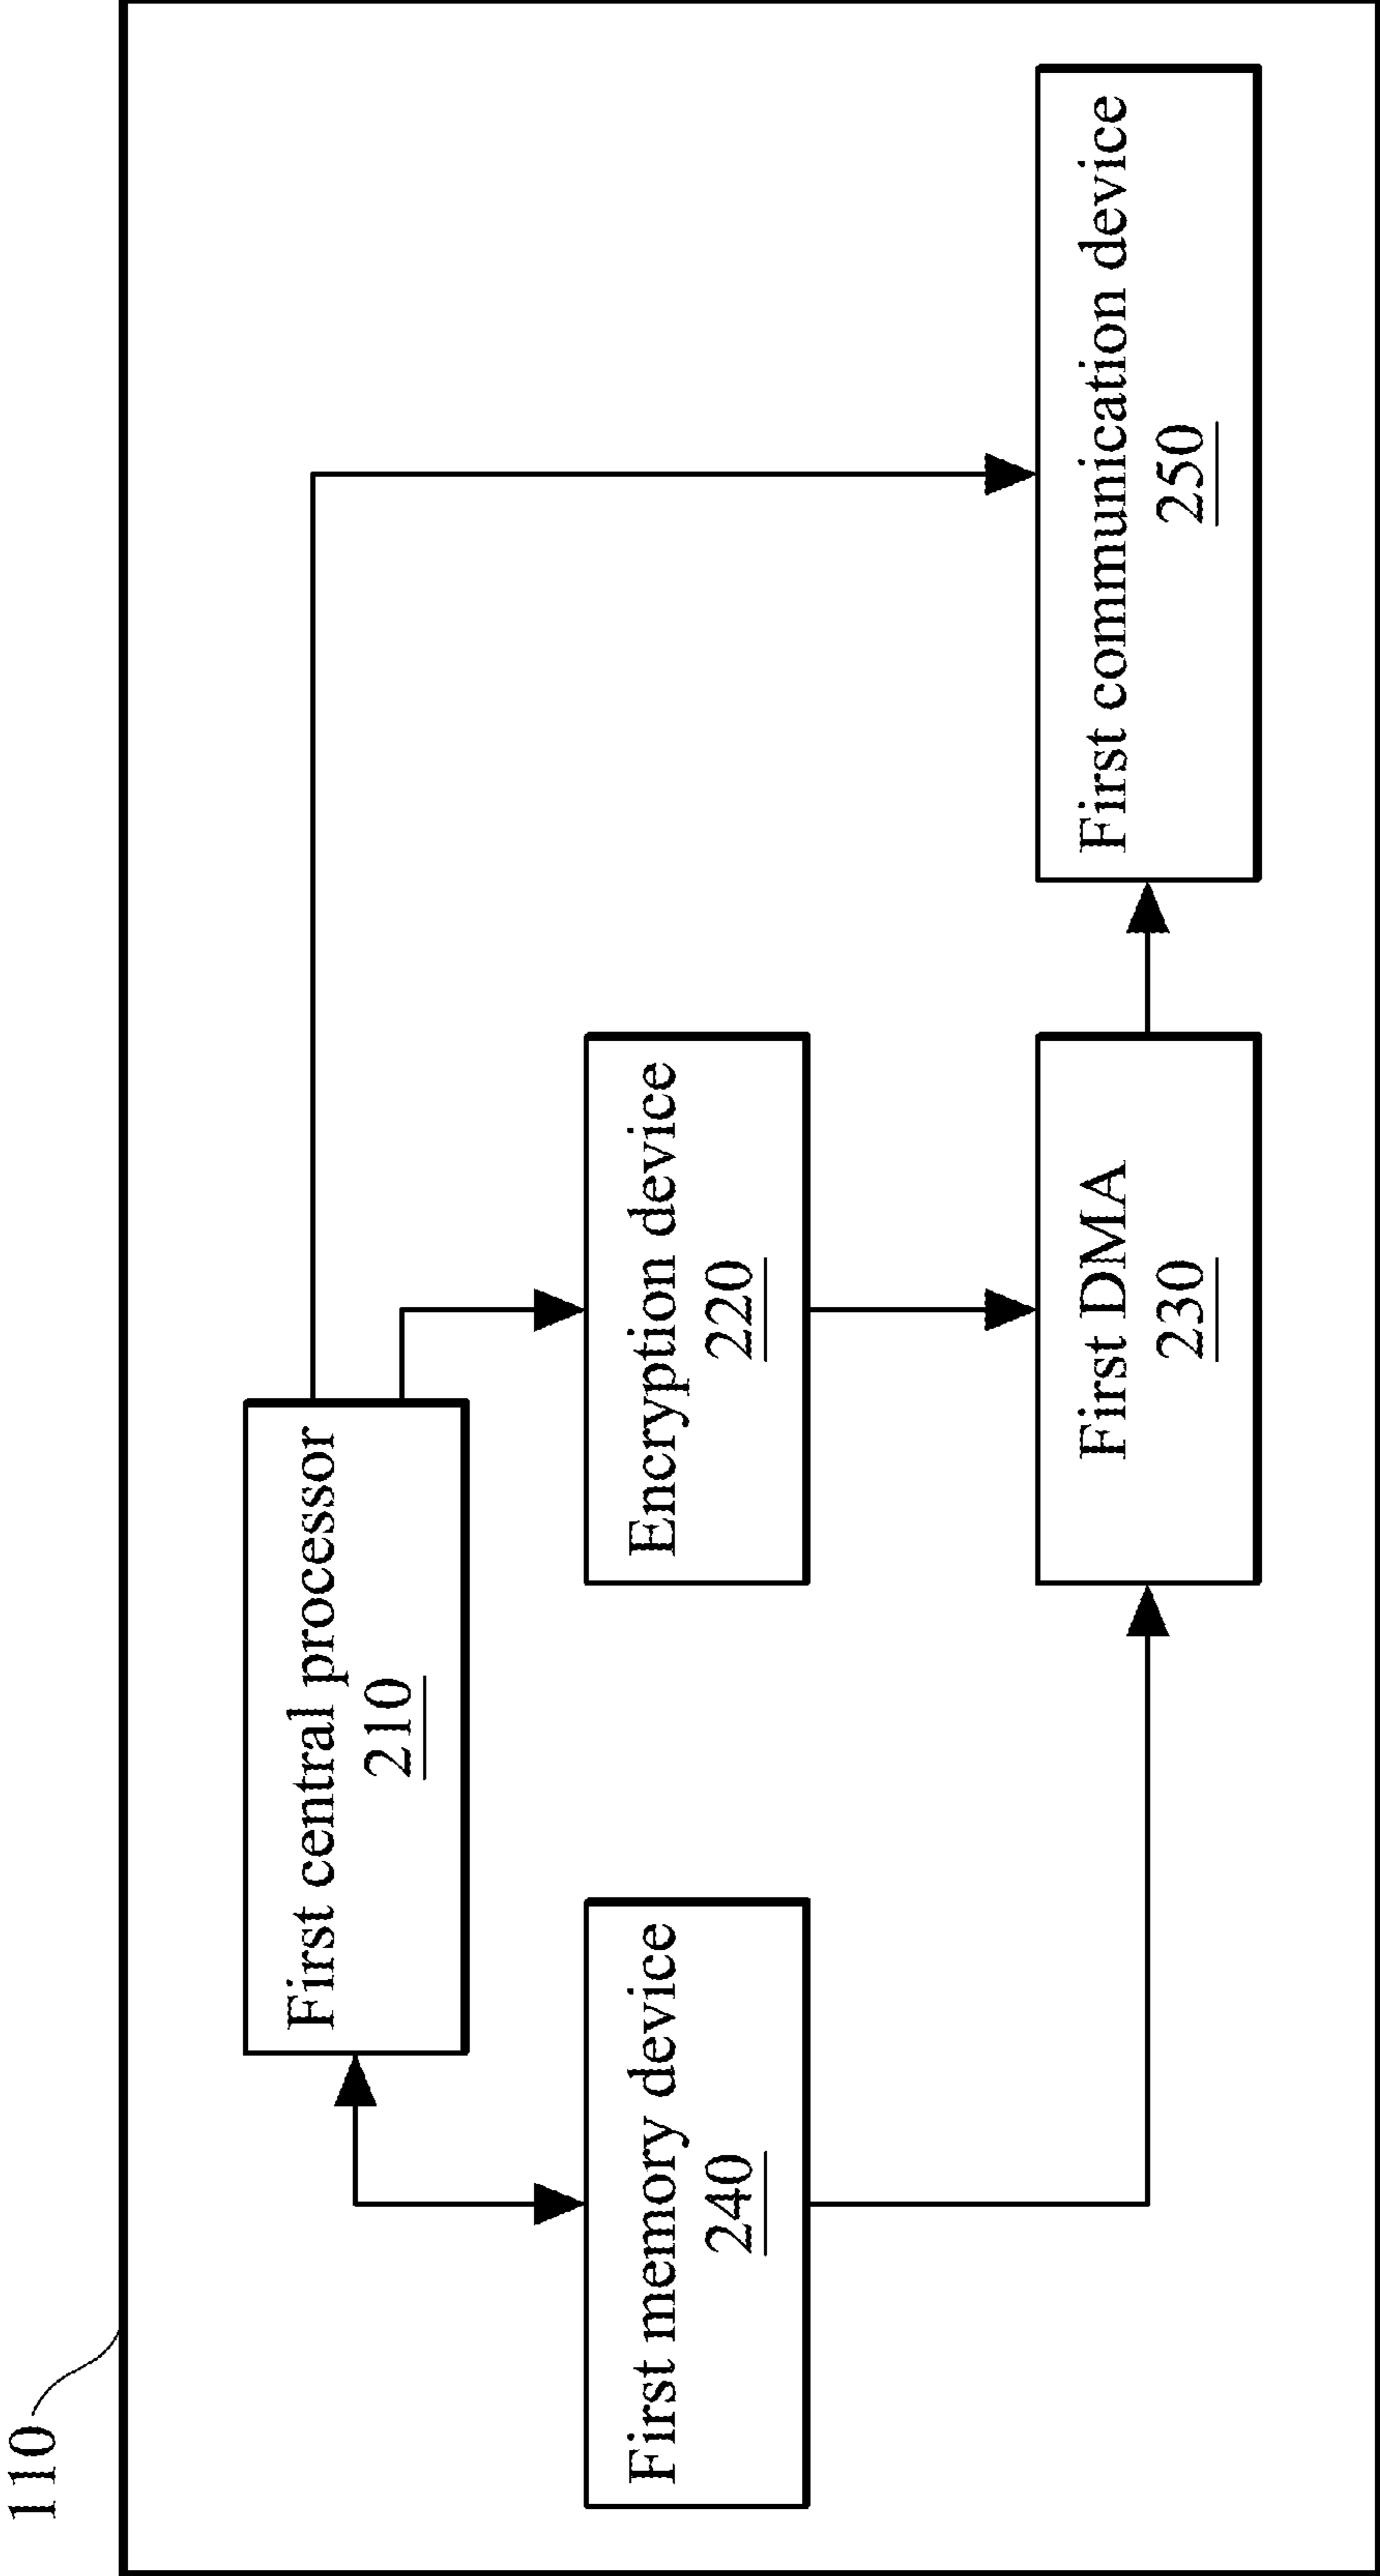 110
First central processor
210
First memory device
240
Encryption device
220
First DMA
230
First communication device
250